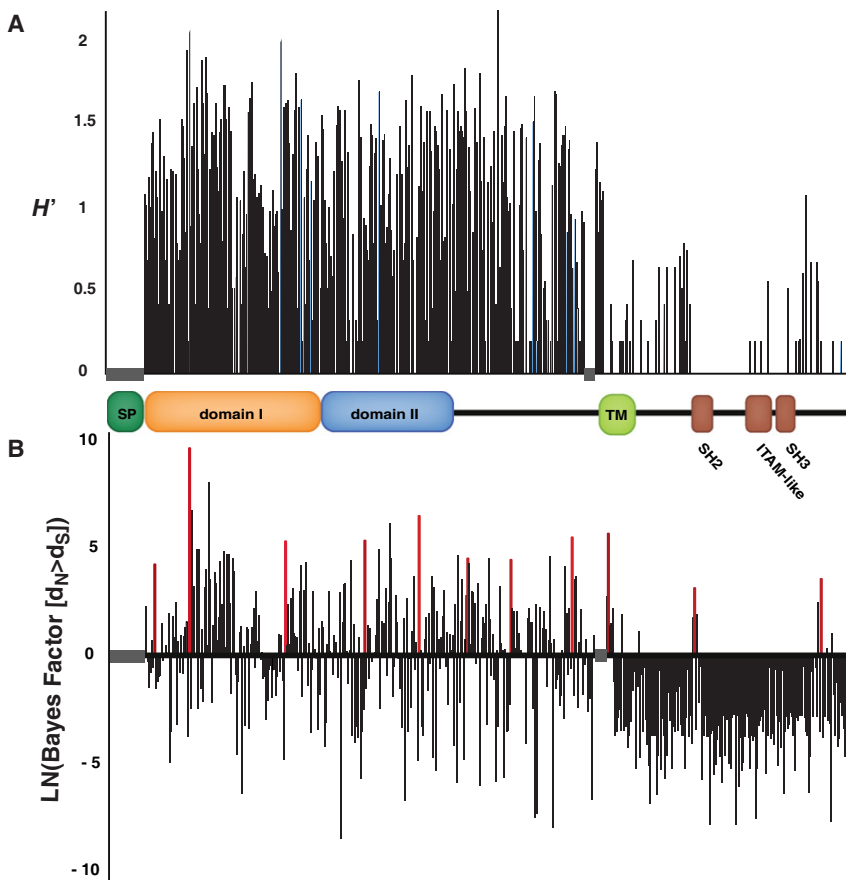 A
2
1.5
H'
1
0.5
0
SP
domain I
domain II
TM
SH2
ITAM-like
SH3
B
10
5
0
- 5
- 10
LN(Bayes Factor [dN>dS])